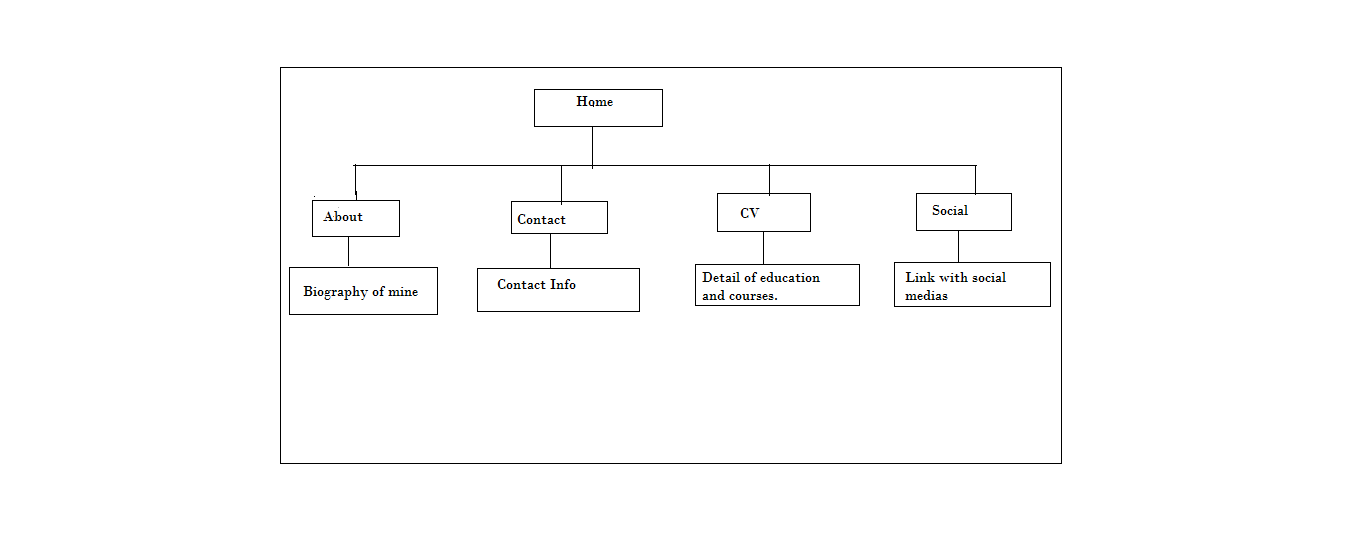 Home
About
Contact
CV
Social
Biography of mine
Contact Info
Detail of education
and courses.
Link with social
medias